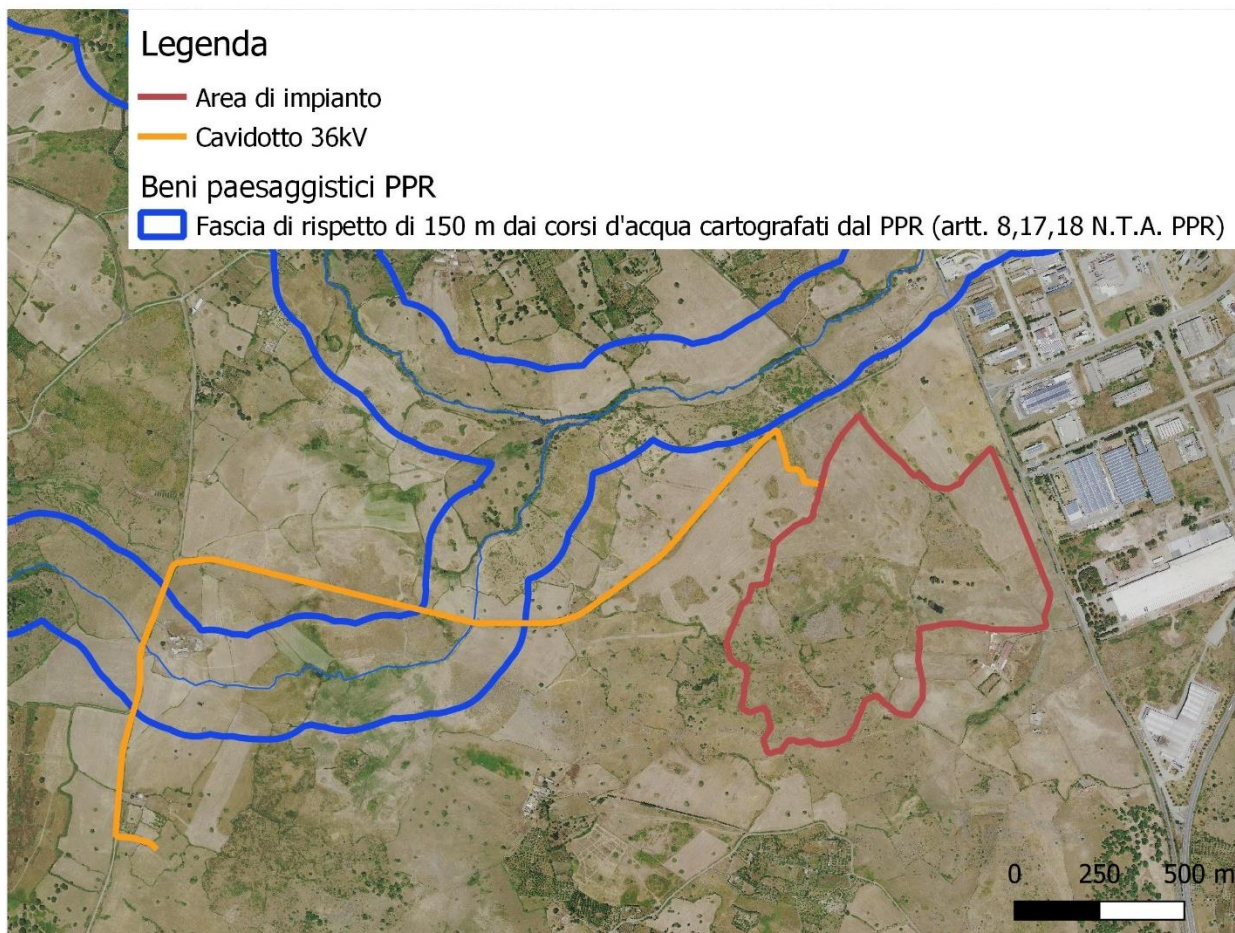 Legenda
Area di impianto
Cavidotto 36kV
Beni paesaggistici PPR
Fascia di rispetto di 150 m dai corsi d'acqua cartografati dal PPR (artt. 8,17,18 N.T.A. PPR)
0 250 500 m